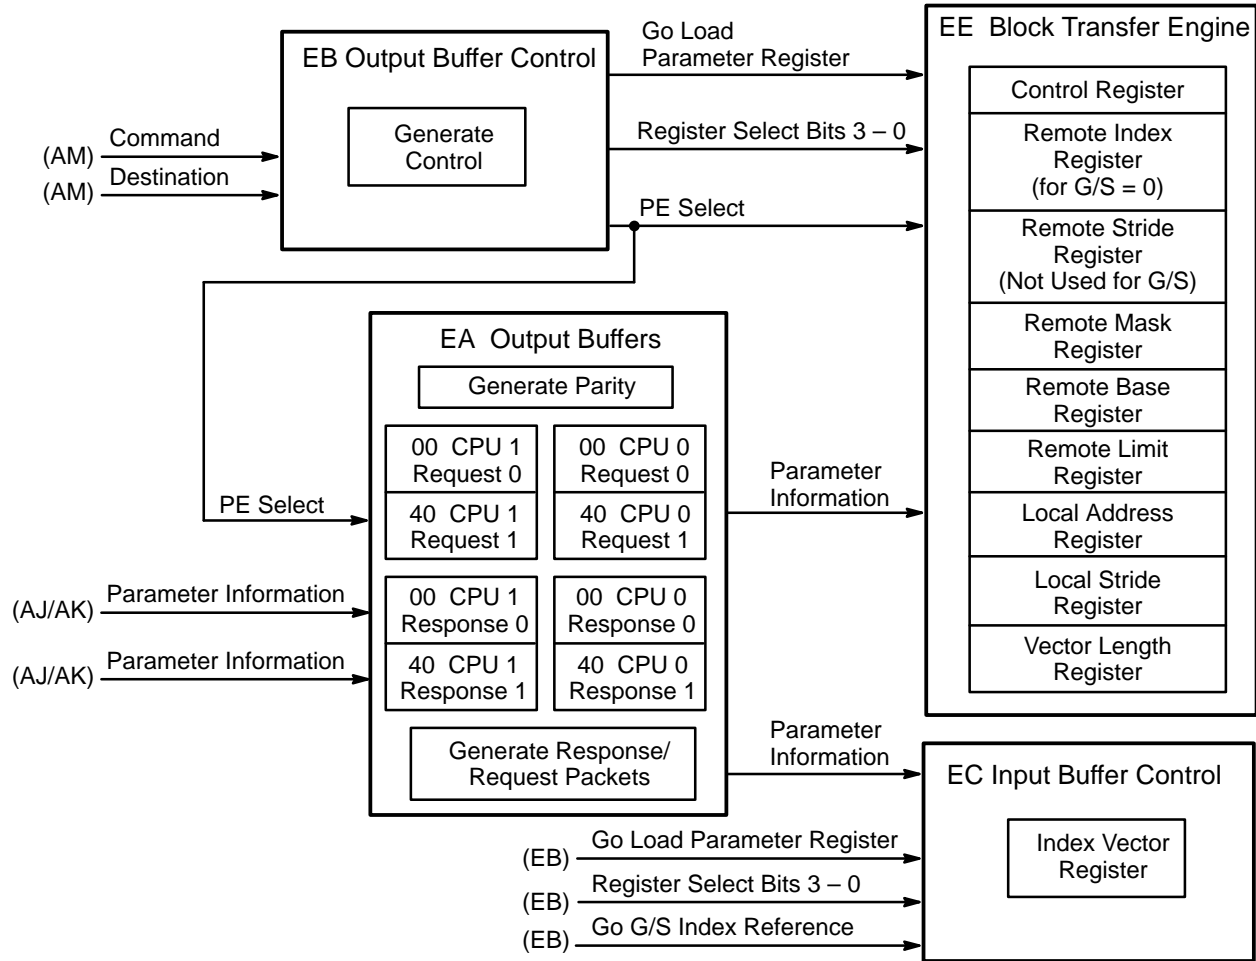 EB Output Buffer Control
Generate
Control
(AM)
Command
(AM)
Destination
Go Load
Parameter Register
Register Select Bits 3 – 0
PE Select
EE Block Transfer Engine
Control Register
Remote Index
Register
(for G/S = 0)
Remote Stride
Register
(Not Used for G/S)
Remote Mask
Register
Remote Base
Register
Remote Limit
Register
Local Address
Register
Local Stride
Register
Vector Length
Register
EA Output Buffers
Generate Parity
00 CPU 1
Request 0
00 CPU 0
Request 0
40 CPU 1
Request 1
40 CPU 0
Request 1
00 CPU 1
Response 0
00 CPU 0
Response 0
40 CPU 1
Response 1
40 CPU 0
Response 1
Generate Response/
Request Packets
PE Select
(AJ/AK)
Parameter Information
(AJ/AK)
Parameter Information
Parameter
Information
Parameter
Information
EC Input Buffer Control
Index Vector
Register
(EB)
Go Load Parameter Register
(EB)
Register Select Bits 3 – 0
(EB)
Go G/S Index Reference